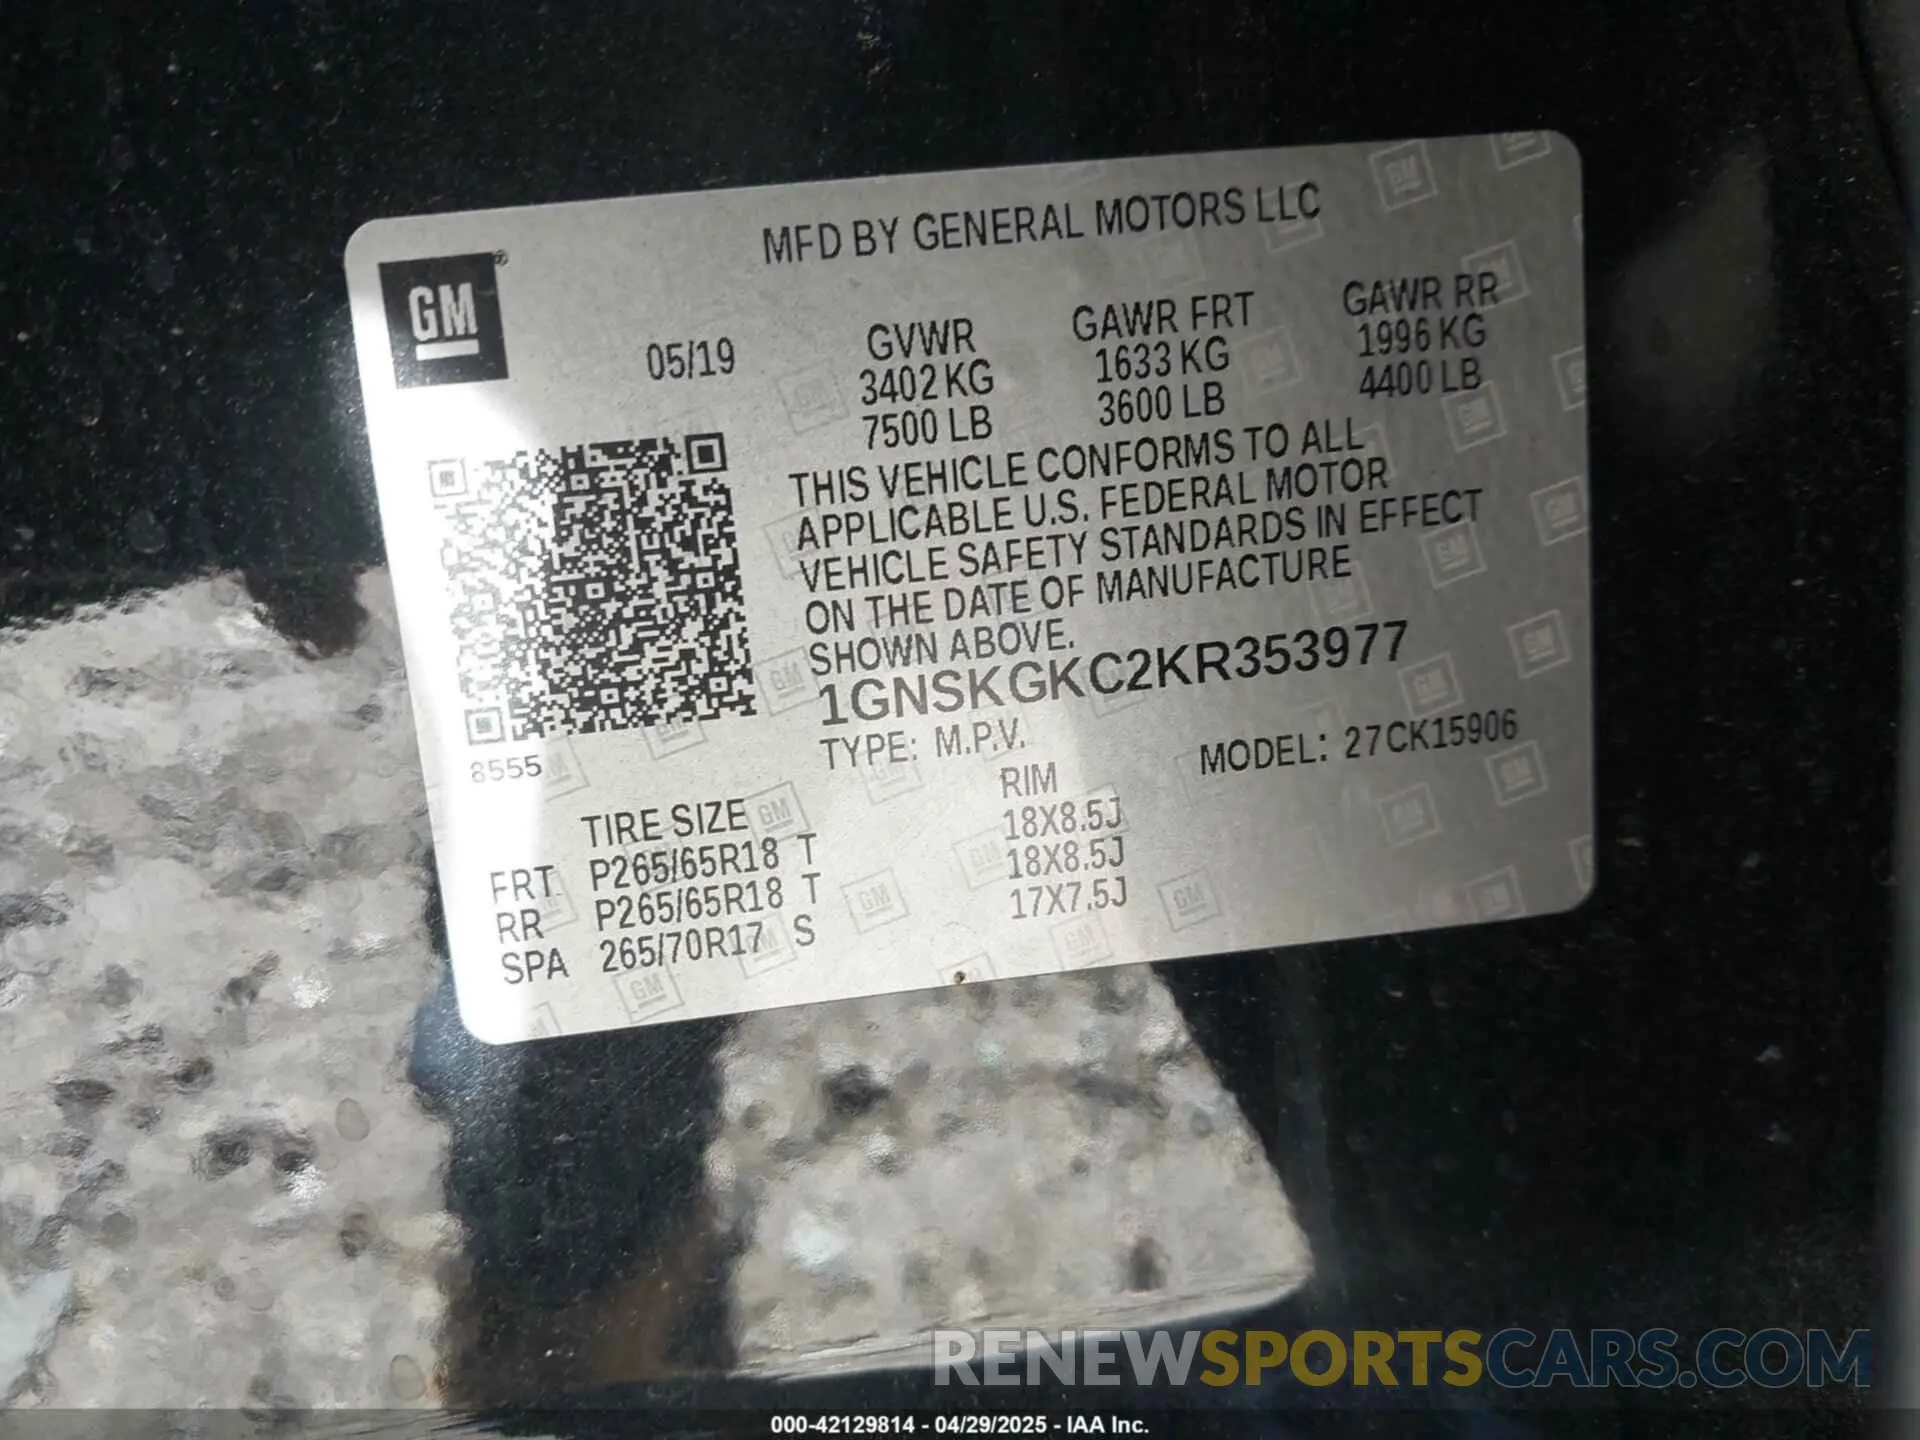 MFD BY GENERAL MOTORS LLC
GM®
05/19
GVWR
3402 KG
7500 LB
GAWR FRT
1633 KG
3600 LB
GAWR RR
1996 KG
4400 LB
THIS VEHICLE CONFORMS TO ALL
APPLICABLE U.S. FEDERAL MOTOR
VEHICLE SAFETY STANDARDS IN EFFECT
ON THE DATE OF MANUFACTURE
SHOWN ABOVE.
1GNSKGKC2KR353977
TYPE: M.P.V.
MODEL: 27CK15906
8555
TIRE SIZE RIM
FRT P265/65R18 T 18X8.5J
RR P265/65R18 T 18X8.5J
SPA 265/70R17 S 17X7.5J
RENEWSPORTSCARS.COM
000-42129814 - 04/29/2025 - IAA Inc.